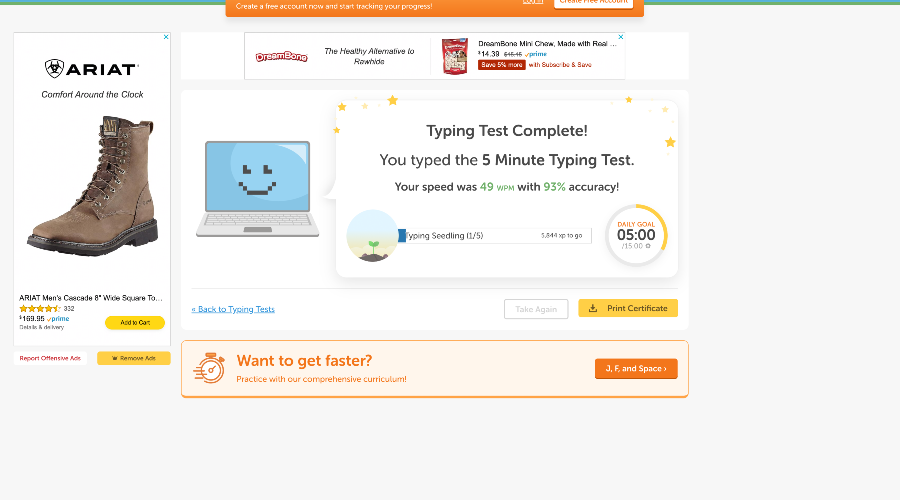 Create a free account now and start tracking your progress!
Create Free Account
ARIAT
Comfort Around the Clock
ARIAT Men's Cascade 8" Wide Square To...
332
$169.95 prime
Details & delivery
Add to Cart
Report Offensive Ads
Remove Ads
DREAMBONE
The Healthy Alternative to
Rawhide
DreamBone Mini Chew, Made with Real ...
$14.39 $15.15 prime
Save 5% more with Subscribe & Save
Typing Test Complete!
You typed the 5 Minute Typing Test.
Your speed was 49 WPM with 93% accuracy!
Typing Seedling (1/5)
5,844 xp to go
DAILY GOAL
05:00
/15:00
« Back to Typing Tests
Take Again
Print Certificate
Want to get faster?
Practice with our comprehensive curriculum!
J, F, and Space ›